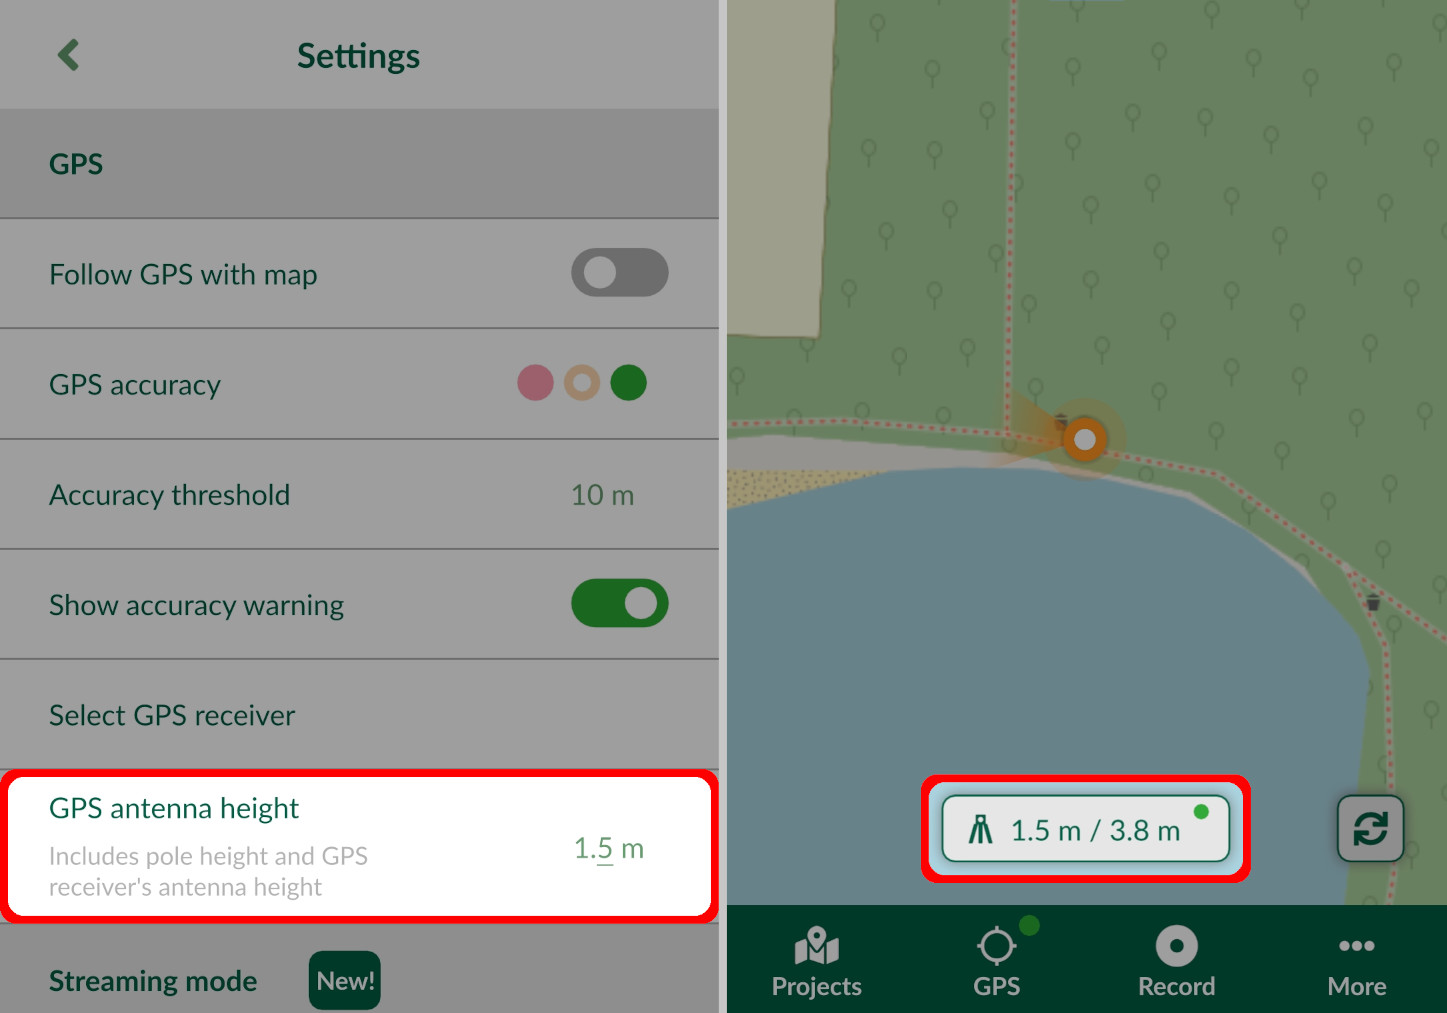 Settings
GPS
Follow GPS with map
GPS accuracy
Accuracy threshold
10 m
Show accuracy warning
Select GPS receiver
GPS antenna height
Includes pole height and GPS
receiver's antenna height
1.5 m
Streaming mode
New!
1.5 m / 3.8 m
Projects
GPS
Record
More